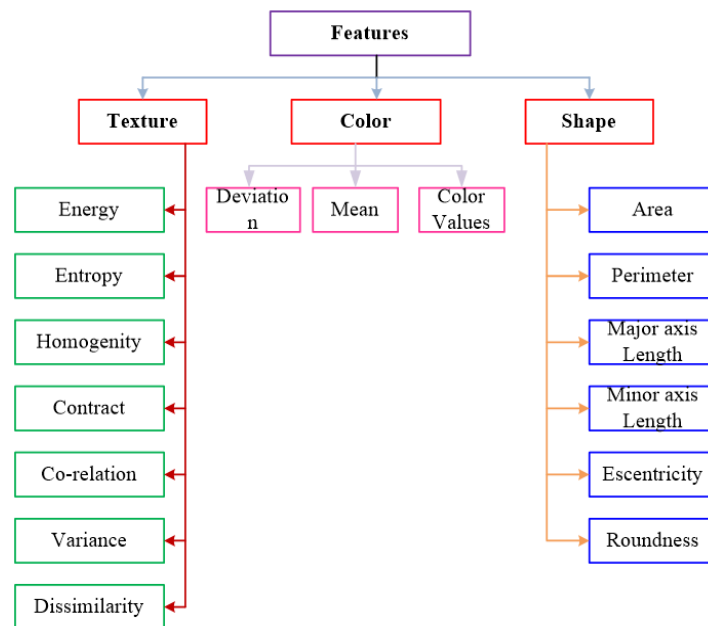 Features
Texture
Color
Shape
Energy
Entropy
Homogenity
Contract
Co-relation
Variance
Dissimilarity
Deviatio
n
Mean
Color
Values
Area
Perimeter
Major axis
Length
Minor axis
Length
Escentricity
Roundness